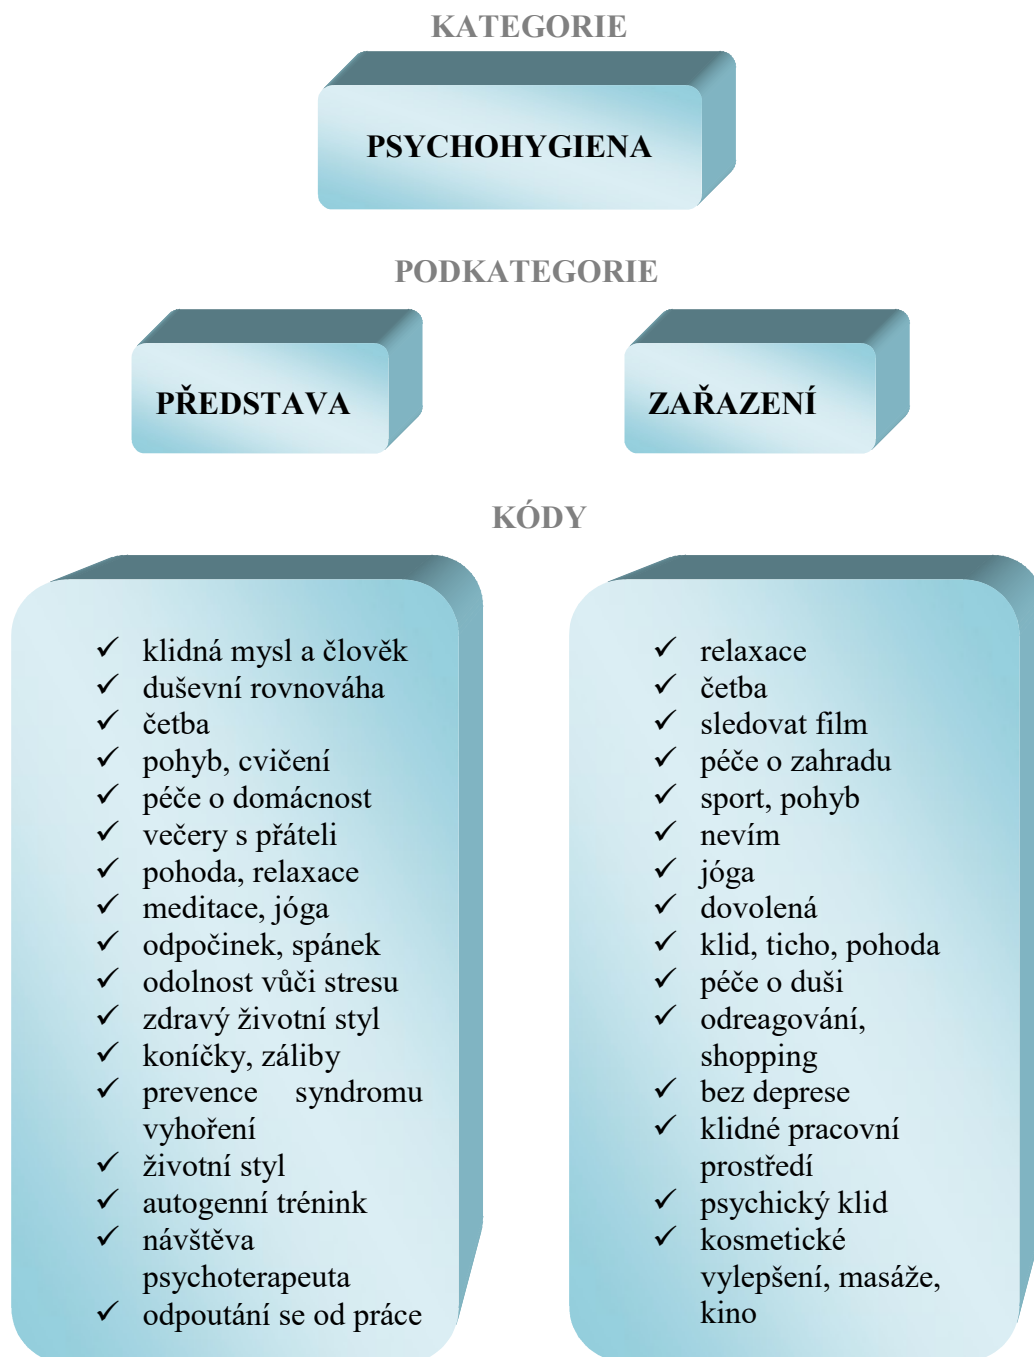 KATEGORIE
PSYCHOHYGIENA
PODKATEGORIE
PŘEDSTAVA
ZAŘAZENÍ
KÓDY
✓ klidná mysl a člověk
✓ duševní rovnováha
✓ četba
✓ pohyb, cvičení
✓ péče o domácnost
✓ večery s přáteli
✓ pohoda, relaxace
✓ meditace, jóga
✓ odpočinek, spánek
✓ odolnost vůči stresu
✓ zdravý životní styl
✓ koníčky, záliby
✓ prevence syndromu
vyhoření
✓ životní styl
✓ autogenní trénink
✓ návštěva
psychoterapeuta
✓ odpoutání se od práce
✓ relaxace
✓ četba
✓ sledovat film
✓ péče o zahradu
✓ sport, pohyb
✓ nevím
✓ jóga
✓ dovolená
✓ klid, ticho, pohoda
✓ péče o duši
✓ odreagování,
shopping
✓ bez deprese
✓ klidné pracovní
prostředí
✓ psychický klid
✓ kosmetické
vylepšení, masáže,
kino